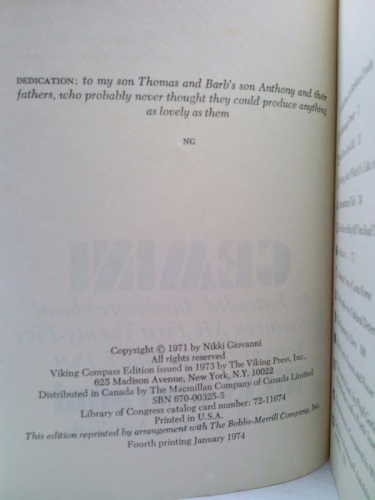 DEDICATION: to my son Thomas and Barb's son Anthony and their
fathers, who probably never thought they could produce anything
as lovely as them
NG
GEMINI
Copyright © 1971 by Nikki Giovanni
All rights reserved
Viking Compass Edition issued in 1973 by The Viking Press, Inc.
625 Madison Avenue, New York, N.Y. 10022
Distributed in Canada by The Macmillan Company of Canada Limited
SBN 670-00325-5
Library of Congress catalog card number: 72-11674
Printed in U.S.A.
This edition reprinted by arrangement with The Bobbs-Merrill Company, Inc.
Fourth printing January 1974